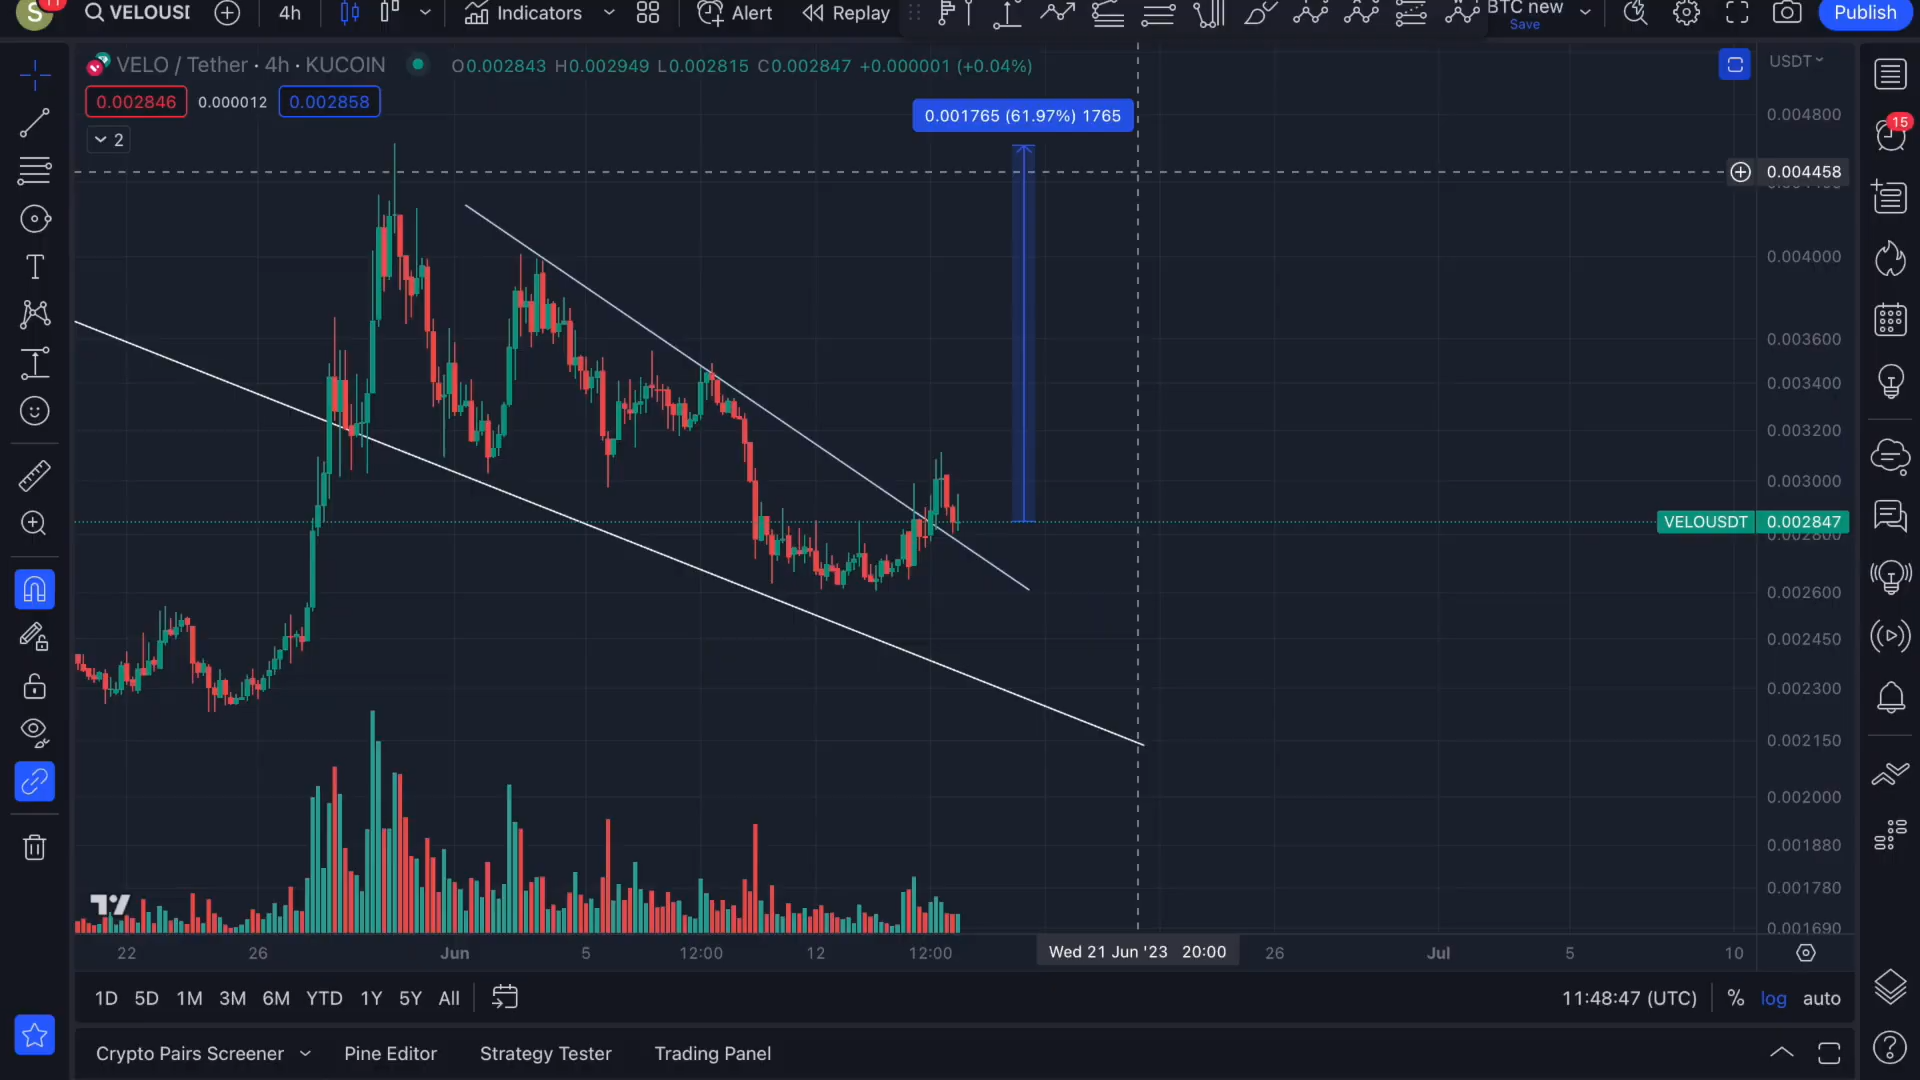 S
11
VELOUSI
4h
Indicators
Alert
Replay
BTC new
Save
Publish
VELO / Tether · 4h · KUCOIN
O0.002843 H0.002949 L0.002815 C0.002847 +0.000001 (+0.04%)
USDT
0.002846
0.000012
0.002858
2
0.001765 (61.97%) 1765
15
0.004800
0.004458
0.004000
0.003600
0.003400
0.003200
0.003000
VELOUSDT
0.002847
0.002800
0.002600
0.002450
0.002300
0.002150
0.002000
0.001880
0.001780
0.001690
22
26
Jun
5
12:00
12
12:00
Wed 21 Jun '23 20:00
26
Jul
5
10
1D
5D
1M
3M
6M
YTD
1Y
5Y
All
11:48:47 (UTC)
%
log
auto
Crypto Pairs Screener
Pine Editor
Strategy Tester
Trading Panel